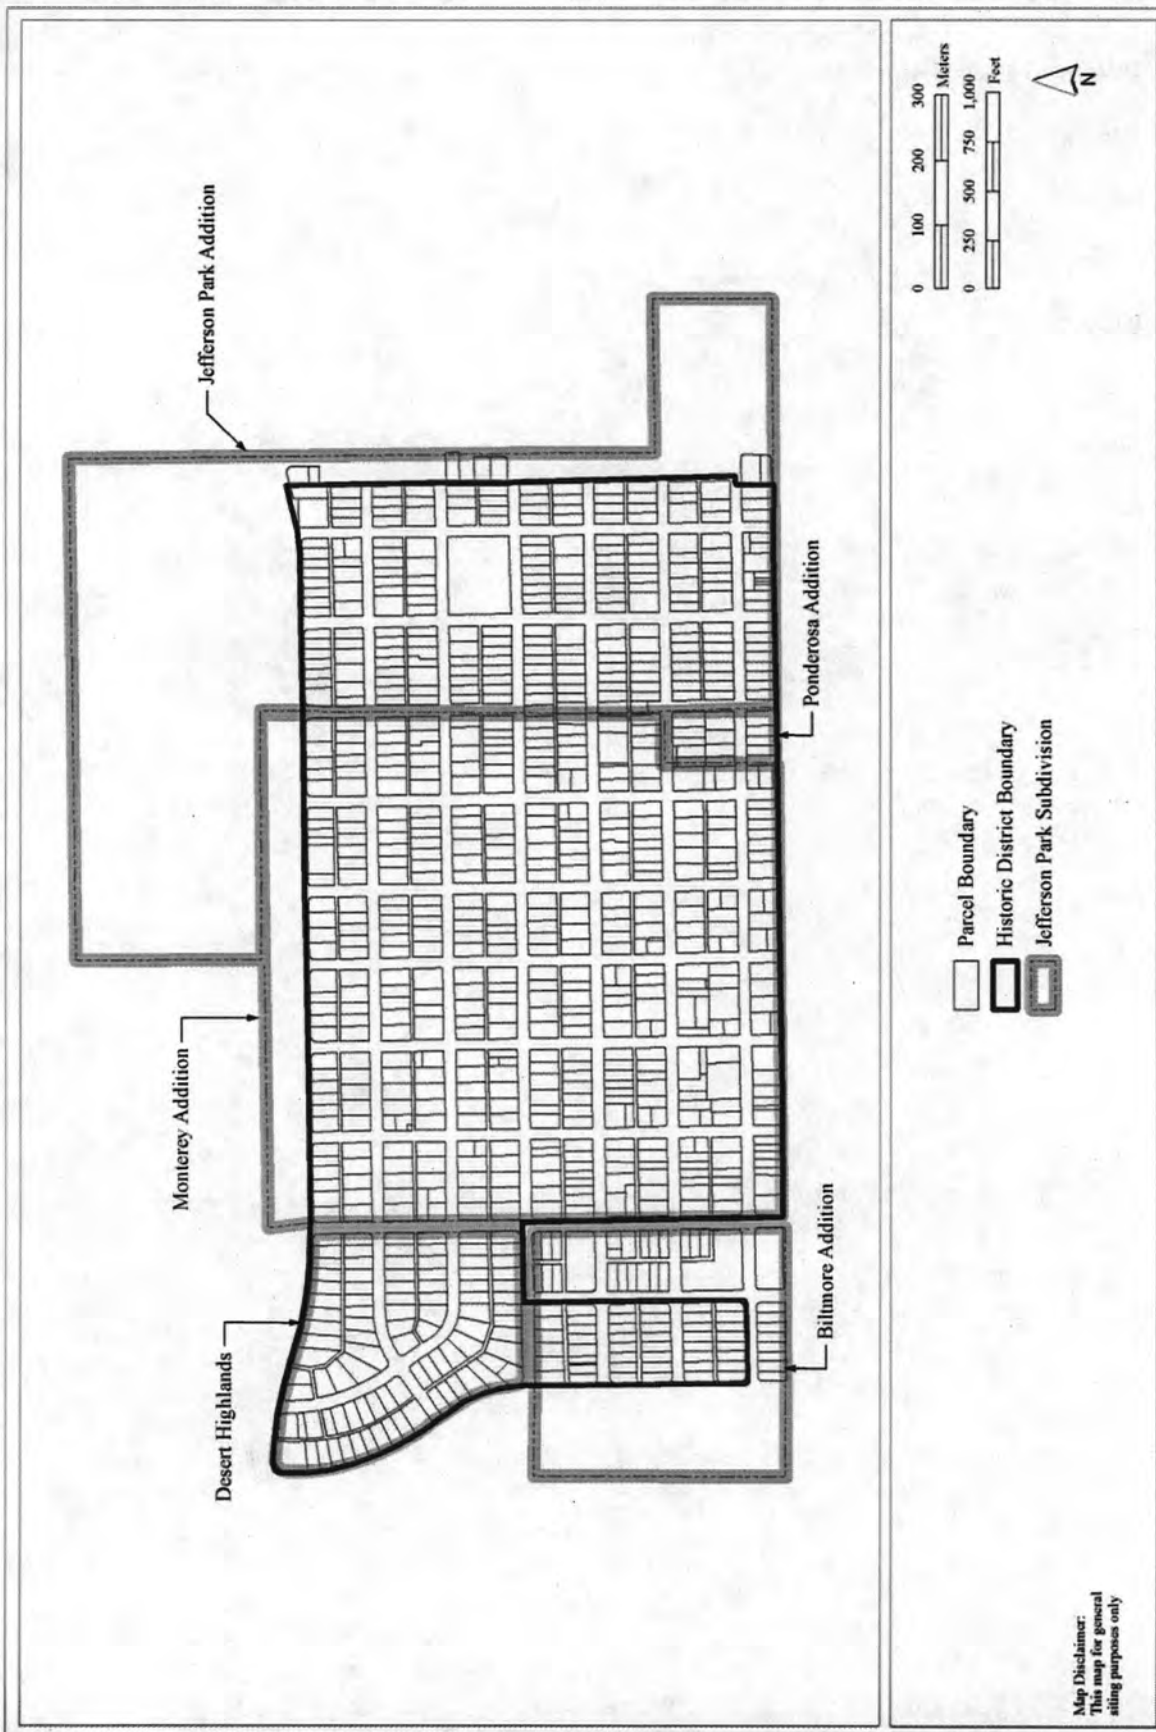 Jefferson Park Addition
Monterey Addition
Desert Highlands
Ponderosa Addition
Biltmore Addition
Parcel Boundary
Historic District Boundary
Jefferson Park Subdivision
0 100 200 300
Meters
0 250 500 750 1,000
Feet
N
Map Disclaimer:
This map for general
siting purposes only